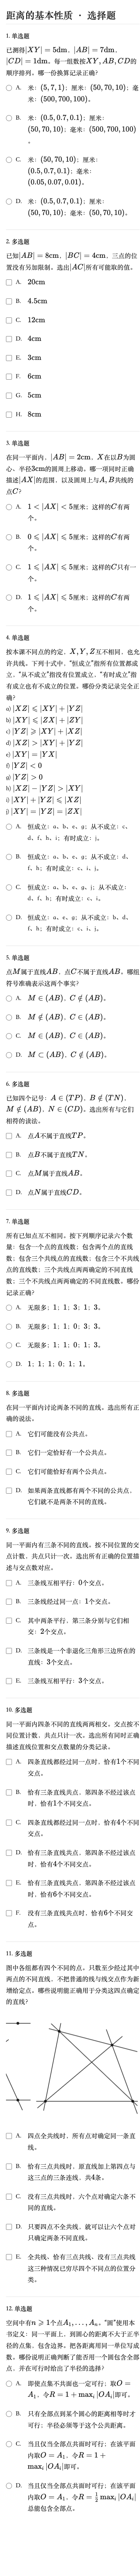 距离的基本性质 · 选择题
1. 单选题
已测得|XY| = 5dm，|AB| = 7dm，
|CD| = 1dm。每一组数按XY, AB, CD的
顺序排列。哪一份换算记录正确？
A. 米：(5, 7, 1)；厘米：(50, 70, 10)；毫
米：(500, 700, 100)。
B. 米：(0.5, 0.7, 0.1)；厘米：
(50, 70, 10)；毫米：(500, 700, 100)
。
C. 米：(50, 70, 10)；厘米：
(0.5, 0.7, 0.1)；毫米：
(0.05, 0.07, 0.01)。
D. 米：(0.5, 0.7, 0.1)；厘米：
(50, 70, 10)；毫米：(50, 70, 10)。
2. 多选题
已知|AB| = 8cm，|BC| = 4cm，三点的位
置没有另加限制。选出|AC|所有可能取的值。
A. 20cm
B. 4.5cm
C. 12cm
D. 4cm
E. 3cm
F. 6cm
G. 5cm
H. 8cm
3. 单选题
在同一平面内，|AB| = 2cm，X在以B为圆
心、半径3cm的圆周上移动。哪一项同时正确
描述|AX|的范围，以及圆周上与A, B共线的
点C？
A. 1 < |AX| < 5厘米；这样的C有两
个。
B. 0 ⩽ |AX| ⩽ 5厘米；这样的C有两
个。
C. 1 ⩽ |AX| ⩽ 5厘米；这样的C只有一
个。
D. 1 ⩽ |AX| ⩽ 5厘米；这样的C有两
个。
4. 单选题
按本课不同点的约定，X, Y, Z互不相同，也允
许共线。下列十式中，“恒成立”指所有位置都成
立，“从不成立”指没有位置成立，“有时成立”指
有成立也有不成立的位置。哪份分类记录完全正
确？
a) |XZ| ⩽ |XY| + |YZ|
b) |XY| ⩽ |ZX| + |ZY|
c) |YZ| ⩾ |XY| + |XZ|
d) |XZ| > |XY| + |YZ|
e) |XY| = |YX|
f) |YZ| < 0
g) |YZ| > 0
h) |XZ| − |YZ| > |XY|
i) |XY| + |YZ| ⩽ |XZ|
j) |XY| = |YZ| = |ZX|
A. 恒成立：a、b、e、g；从不成立：c、
d、f、h、i；有时成立：j。
B. 恒成立：a、b、e、g；从不成立：d、
f、h；有时成立：c、i、j。
C. 恒成立：a、b、e、g、j；从不成立：
d、f、h；有时成立：c、i。
D. 恒成立：a、e、g；从不成立：b、d、
f、h；有时成立：c、i、j。
5. 单选题
点M属于直线AB，点C不属于直线AB。哪组
符号准确表示这两个事实？
A. M ∈ (AB)，C ∉ (AB)。
B. M ∉ (AB)，C ∈ (AB)。
C. M ∈ (AB)，C ∈ (AB)。
D. M ⊂ (AB)，C ∉ (AB)。
6. 多选题
已知四个记号：A ∈ (TP)，B ∉ (TN)，
M ∉ (AB)，N ∈ (CD)。选出所有与它们
相符的读法。
A. 点A不属于直线TP。
B. 点B不属于直线TN。
C. 点M属于直线AB。
D. 点N属于直线CD。
7. 单选题
所有已知点互不相同。按下列顺序记录六个数
量：包含一个点的直线数；包含两个点的直线
数；包含三个共线点的直线数；包含三个不共线
点的直线数；三个共线点两两确定的不同直线
数；三个不共线点两两确定的不同直线数。哪份
记录正确？
A. 无限多；1；1；3；1；3。
B. 无限多；1；1；0；3；3。
C. 无限多；1；1；0；1；3。
D. 1；1；1；0；1；1。
8. 多选题
在同一平面内讨论两条不同的直线。选出所有正
确的说法。
A. 它们可能没有公共点。
B. 它们一定恰好有一个公共点。
C. 它们可能恰好有两个公共点。
D. 如果两条直线都有两个不同的公共点，
它们就不是两条不同的直线。
9. 多选题
同一平面内有三条不同的直线。按不同位置的交
点计数，共点只计一次。选出所有正确的位置描
述与交点数对应。
A. 三条线互相平行：0个交点。
B. 三条线经过同一点：1个交点。
C. 其中两条平行，第三条分别与它们相
交：2个交点。
D. 三条线是一个非退化三角形三边所在的
直线：3个交点。
E. 三条线互相平行：3个交点。
10. 多选题
同一平面内四条不同的直线两两相交。交点按不
同位置计数，共点只计一次。选出所有同时正确
描述直线位置和交点数量的分类记录。
A. 四条直线都经过同一点时，恰有1个不同
交点。
B. 恰有三条直线共点、第四条不经过该点
时，恰有1个不同交点。
C. 四条直线都经过同一点时，恰有4个不同
交点。
D. 恰有三条直线共点、第四条不经过该点
时，恰有4个不同交点。
E. 恰有三条直线共点、第四条不经过该点
时，恰有6个不同交点。
F. 没有三条直线共点时，恰有6个不同交
点。
11. 多选题
图中各组都有四个不同的点，只数至少经过其中
两点的不同直线，不把普通的线与线交点作为新
增给定点。哪些说明能正确用于分类这四点确定
的直线？
A. 四点全共线时，所有点对确定同一条直
线。
B. 恰有三点共线时，原直线加上第四点与
这三点的三条连线，共4条。
C. 没有三点共线时，六个点对确定六条不
同的直线。
D. 只要四点不全共线，就可以让六个点对
只确定两条不同直线。
E. 全共线、恰有三点共线、没有三点共线
这三种情况已穷尽四个不同点的位置分
类。
12. 单选题
空间中有n ⩾ 1个点A₁, . . . , Aₙ。“圆”使用本
书定义：同一平面上，到圆心的距离不大于正半
径的点集，包含边界。把各距离用同一单位写成
数。哪份说明正确判断了能否用一个圆包含全部
点，并在可行时给出了半径的选择？
A. 即使点集不共面也一定可行；取O =
A₁，令R = 1 + maxᵢ |OAᵢ|即可。
B. 只有全部点到某个圆心的距离相等时才
可行；半径必须等于这个公共距离。
C. 当且仅当全部点共面时可行；在该平面
内取O = A₁，令R = 1 +
maxᵢ |OAᵢ|即可。
D. 当且仅当全部点共面时可行；在该平面
内取O = A₁，令R = ½ maxᵢ |OAᵢ|
总能包含全部点。